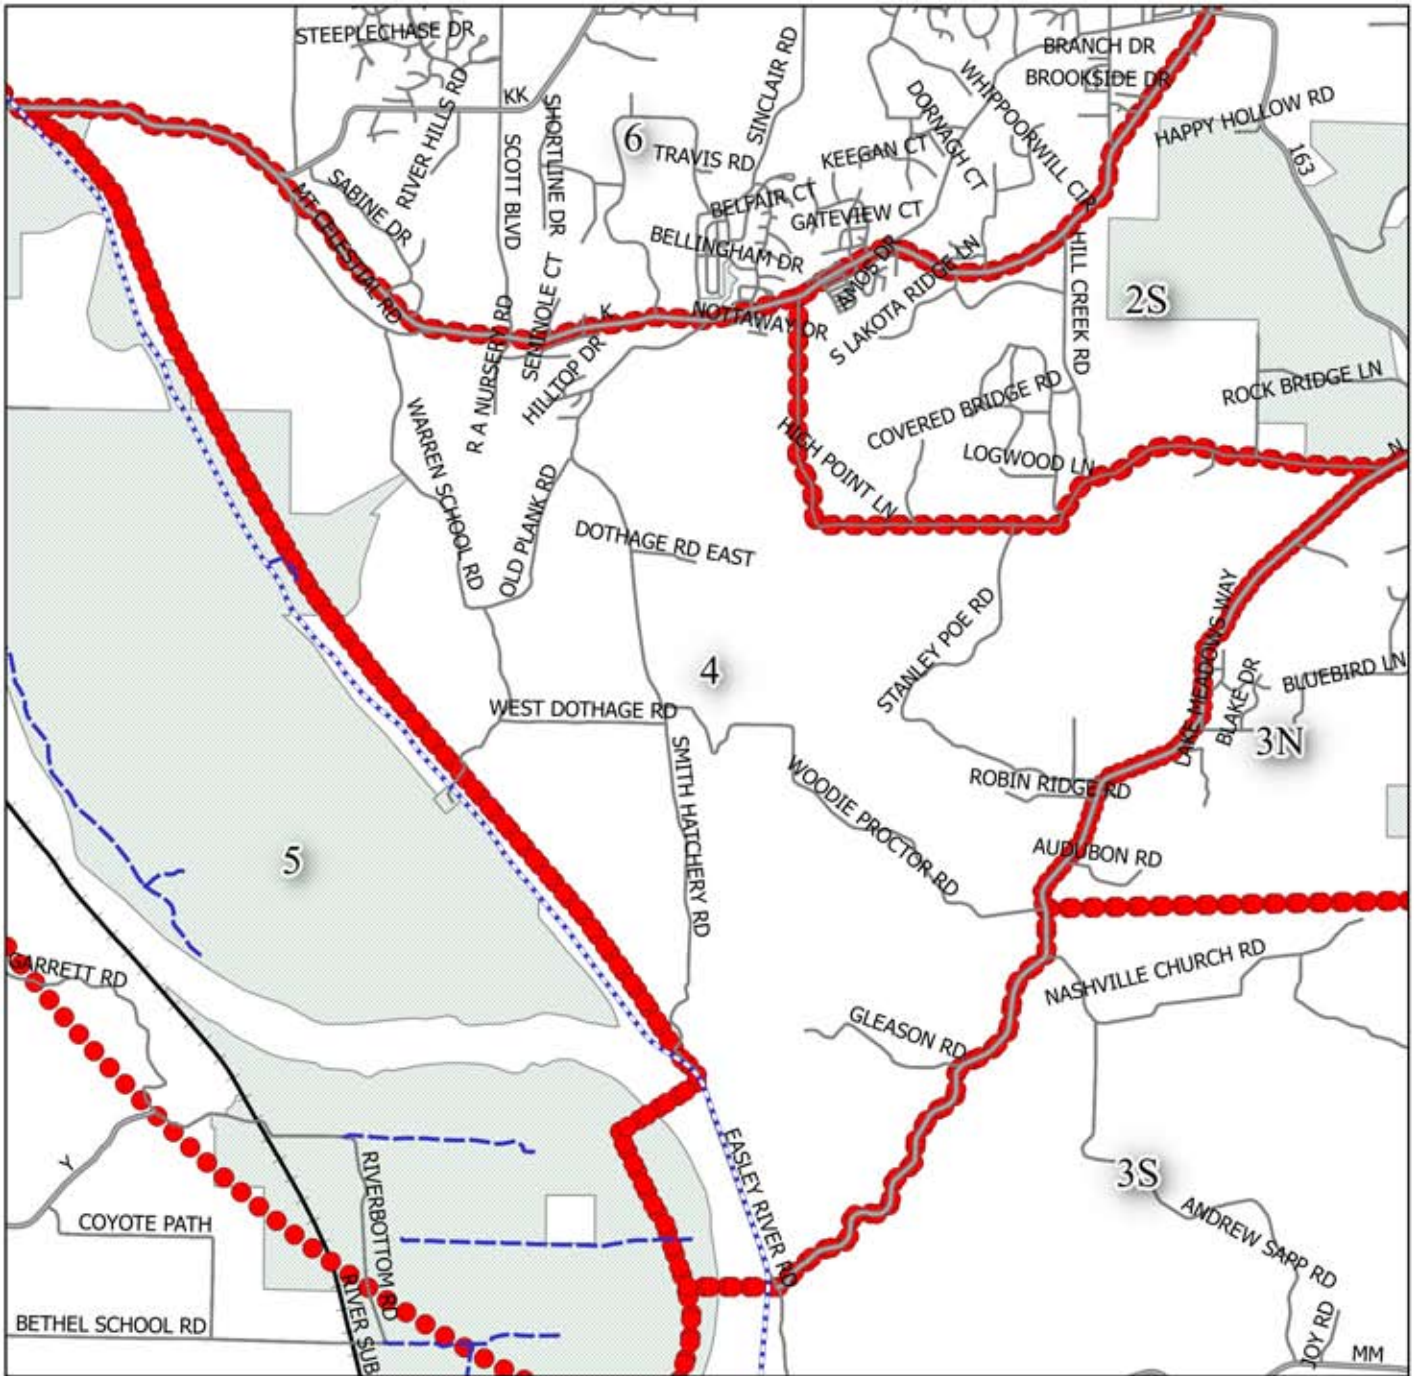 STEEPLECHASE DR
BRANCH DR
BROOKSIDE DR
SINCLAIR RD
WHIPPOORWILL CIR
DORNAGH CT
HAPPY HOLLOW RD
163
KK
RIVER HILLS RD
SHORTLINE DR
SCOTT BLVD
6
TRAVIS RD
KEEGAN CT
SABINE DR
BELFAIR CT
GATEVIEW CT
MT CELESTIAL RD
BELLINGHAM DR
AMOS DR
S LAKOTA RIDGE LN
HILL CREEK RD
2S
SEMINOLE CT
K
NOTTAWAY DR
R A NURSERY RD
HILLTOP DR
COVERED BRIDGE RD
ROCK BRIDGE LN
WARREN SCHOOL RD
HIGH POINT LN
LOGWOOD LN
N
OLD PLANK RD
DOTHAGE RD EAST
STANLEY POE RD
LAKE MEADOWS WAY
4
BLAKE DR
BLUEBIRD LN
WEST DOTHAGE RD
3N
SMITH HATCHERY RD
WOODIE PROCTOR RD
ROBIN RIDGE RD
5
AUDUBON RD
GARRETT RD
NASHVILLE CHURCH RD
GLEASON RD
Y
EASLEY RIVER RD
3S
RIVERBOTTOM RD
COYOTE PATH
ANDREW SAPP RD
BETHEL SCHOOL RD
RIVER SUB
JOY RD
MM